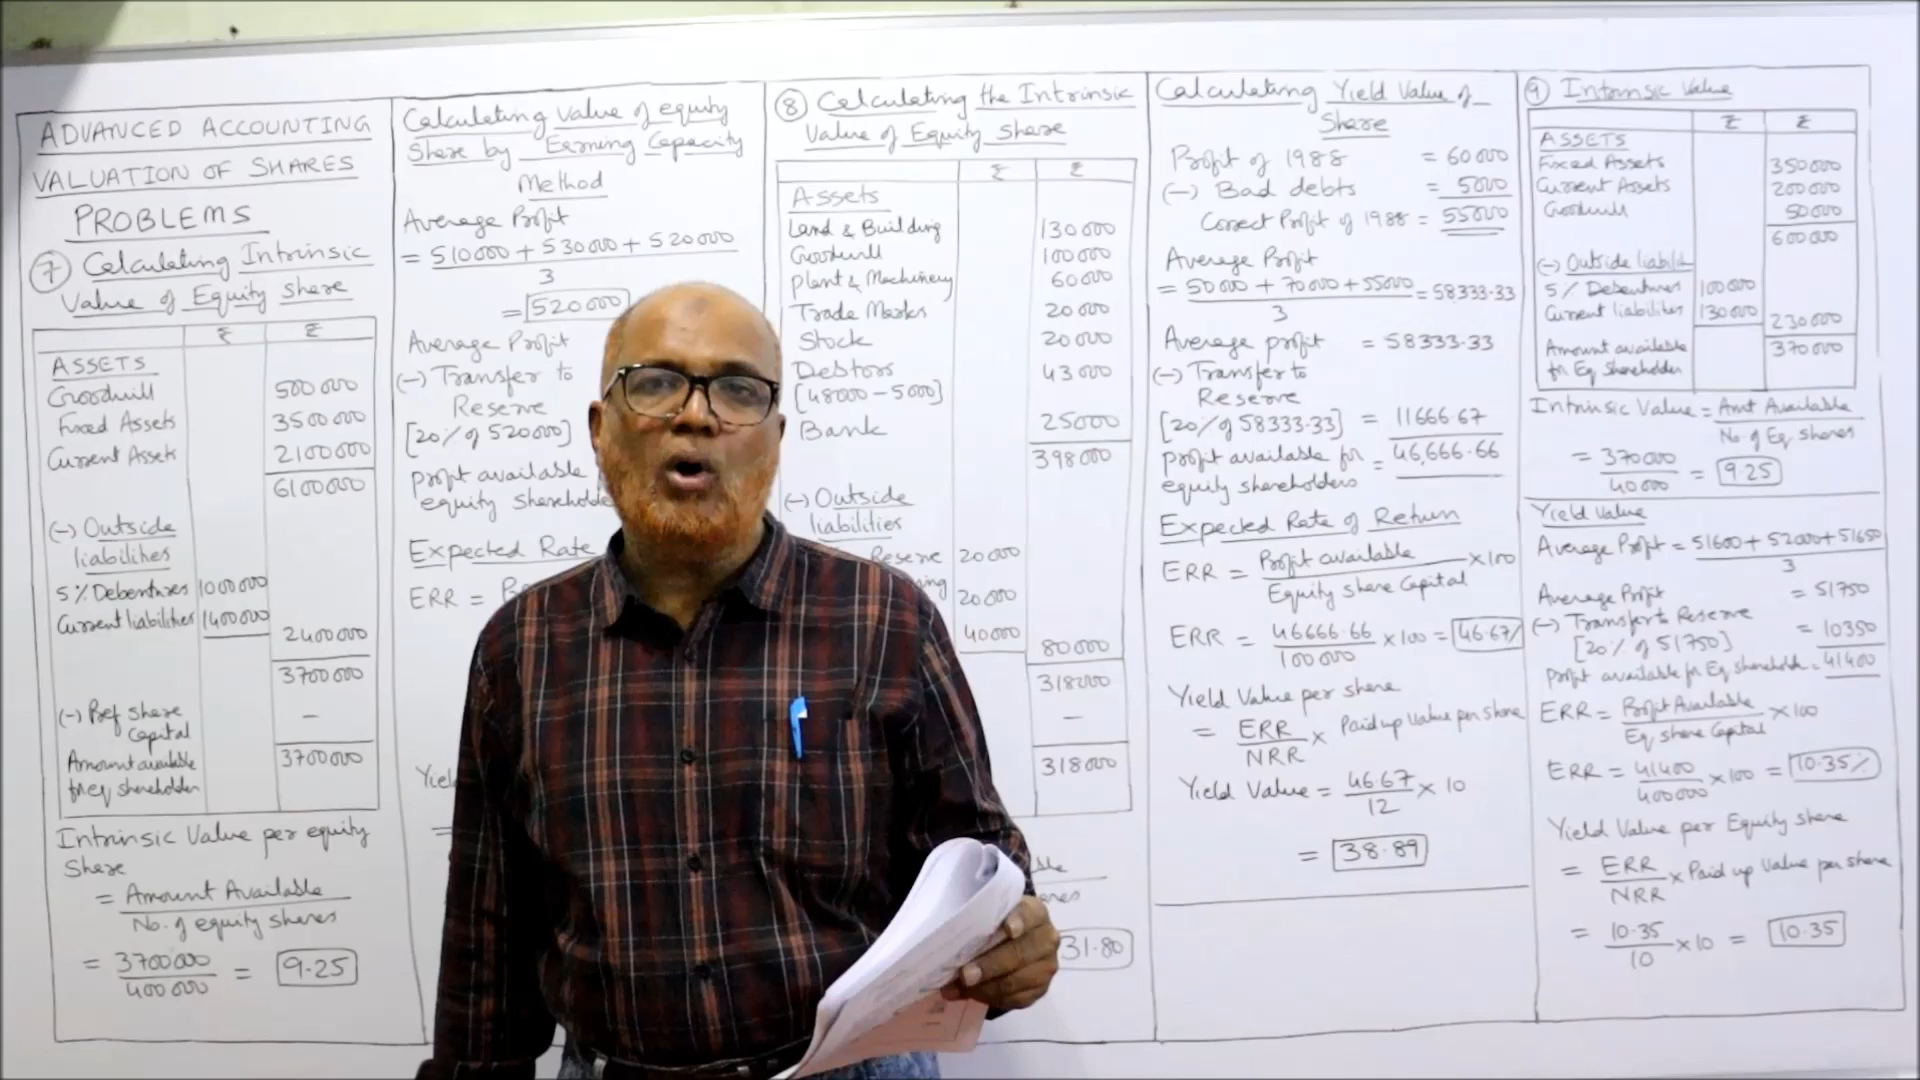 ADVANCED ACCOUNTING
VALUATION OF SHARES
PROBLEMS
⑦ Calculating Intrinsic
Value of Equity Share
₹ ₹
ASSETS
Goodwill 500000
Fixed Assets 3500000
Current Assets 2100000
6100000
(-) Outside
liabilities
5% Debentures 1000000
Current liabilities 1400000
2400000
3700000
(-) Pref Share
Capital —
Amount available
for eq shareholder 3700000
Intrinsic Value per equity
Share
= Amount Available
No. of equity shares
= 3700000
400000
= 9.25
Calculating Value of equity
Share by Earning Capacity
Method
Average Profit
= 510000 + 530000 + 520000
3
= 520000
Average Profit
(-) Transfer to
Reserve
[20% of 520000]
Profit available
equity shareholde
Expected Rate
ERR =
Yield
=
⑧ Calculating the Intrinsic
Value of Equity Share
₹ ₹
Assets
Land & Building 130000
Goodwill 100000
Plant & Machinery 60000
Trade Marks 20000
Stock 20000
Debtors 43000
[48000 - 5000]
Bank 25000
398000
(-) Outside
liabilities
Reserve 20000
20000
40000
80000
318000
—
318000
31.80
Calculating Yield Value of
Share
Profit of 1988 = 60000
(-) Bad debts = 5000
Correct Profit of 1988 = 55000
Average Profit
= 50000 + 70000 + 55000 = 58333.33
3
Average profit = 58333.33
(-) Transfer to
Reserve
[20% of 58333.33] = 11666.67
Profit available for = 46,666.66
equity shareholders
Expected Rate of Return
ERR = Profit available × 100
Equity share Capital
ERR = 46666.66 × 100 = 46.67%
100000
Yield Value per share
= ERR × Paid up Value per share
NRR
Yield Value = 46.67 × 10
12
= 38.89
⑨ Intrinsic Value
₹ ₹
ASSETS
Fixed Assets 350000
Current Assets 200000
Goodwill 50000
600000
(-) Outside liabilit
5% Debentures 100000
Current liabilities 130000
230000
Amount available 370000
for Eq Shareholder
Intrinsic Value = Amt Available
No. of Eq shares
= 370000 = 9.25
40000
Yield Value
Average Profit = 51600 + 52000 + 51650
3
Average Profit = 51750
(-) Transfer to Reserve
[20% of 51750] = 10350
Profit available for Eq shareholder = 41400
ERR = Profit Available × 100
Eq share Capital
ERR = 41400 × 100 = 10.35%
400000
Yield Value per Equity share
= ERR × Paid up Value per share
NRR
= 10.35 × 10 = 10.35
10